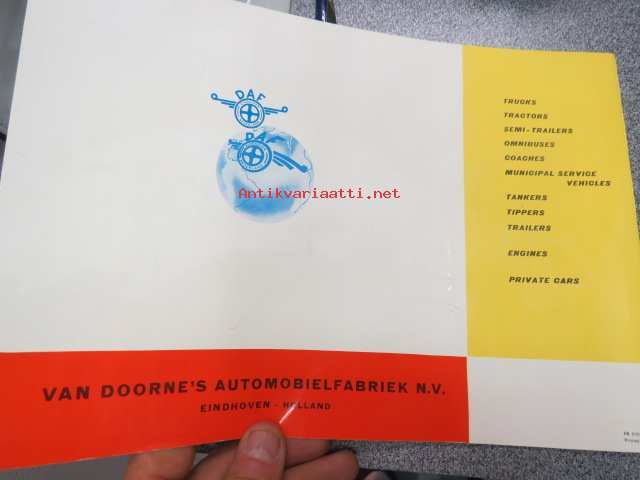 DAF
DAF
Antikvariaatti.net
TRUCKS
TRACTORS
SEMI-TRAILERS
OMNIBUSES
COACHES
MUNICIPAL SERVICE
VEHICLES
TANKERS
TIPPERS
TRAILERS
ENGINES
PRIVATE CARS
VAN DOORNE'S AUTOMOBIELFABRIEK N.V.
EINDHOVEN - HOLLAND